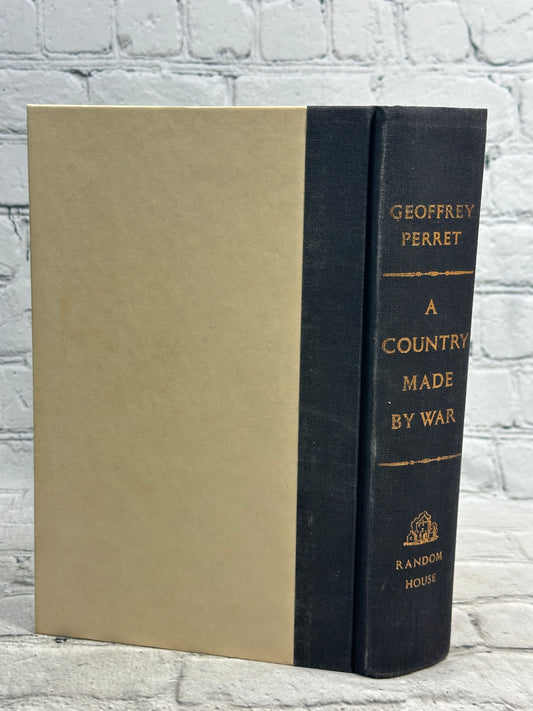 GEOFFREY
PERRET
A
COUNTRY
MADE
BY WAR
RANDOM
HOUSE